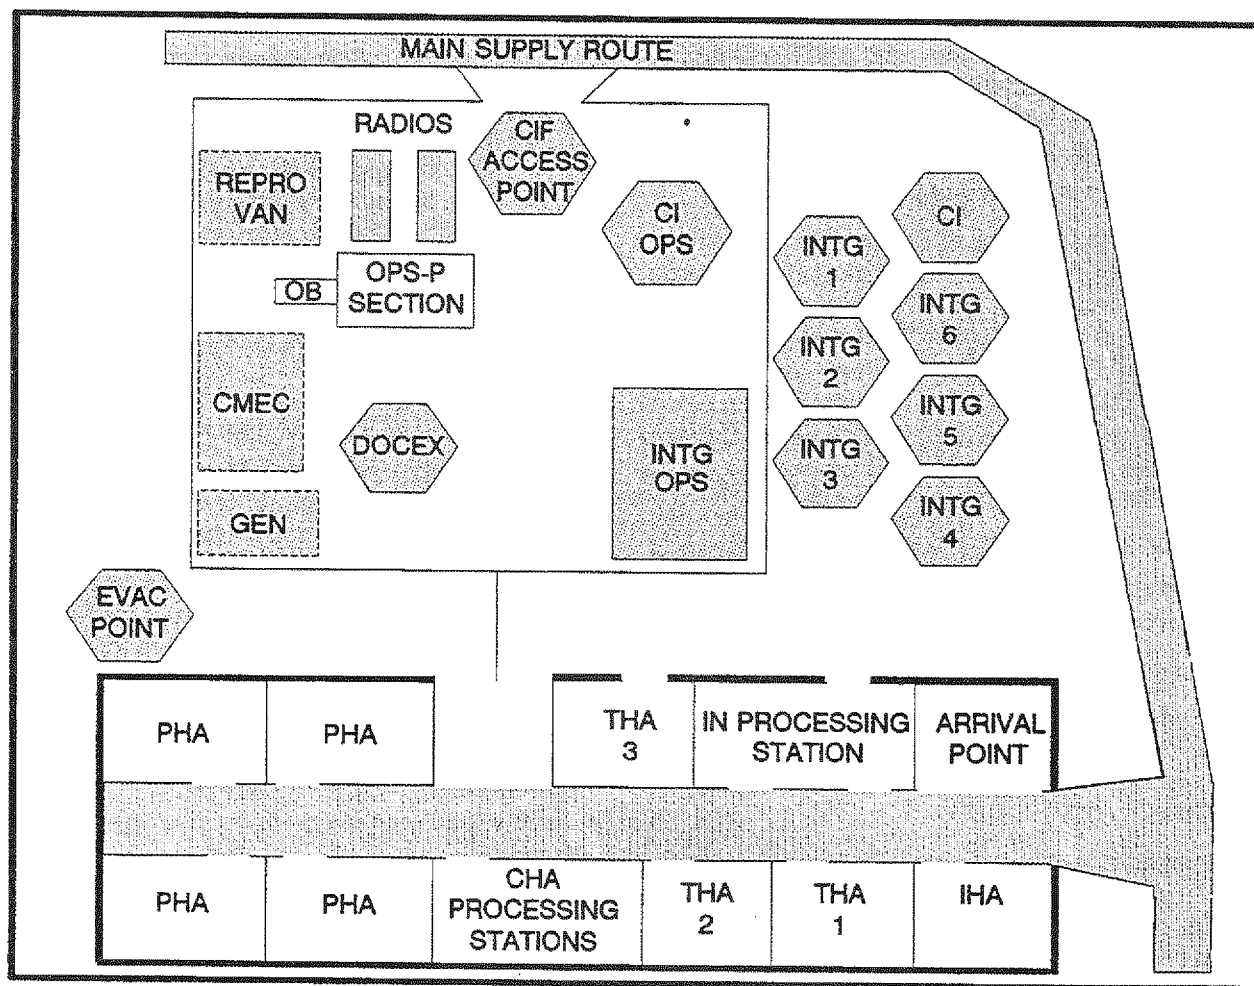 MAIN SUPPLY ROUTE
RADIOS
CIF
ACCESS
POINT
REPRO
VAN
CI
OPS
CI
INTG
1
OPS-P
SECTION
OB
INTG
6
INTG
2
CMEC
DOCEX
INTG
5
INTG
3
INTG
OPS
GEN
INTG
4
EVAC
POINT
PHA
PHA
THA
3
IN PROCESSING
STATION
ARRIVAL
POINT
PHA
PHA
CHA
PROCESSING
STATIONS
THA
2
THA
1
IHA